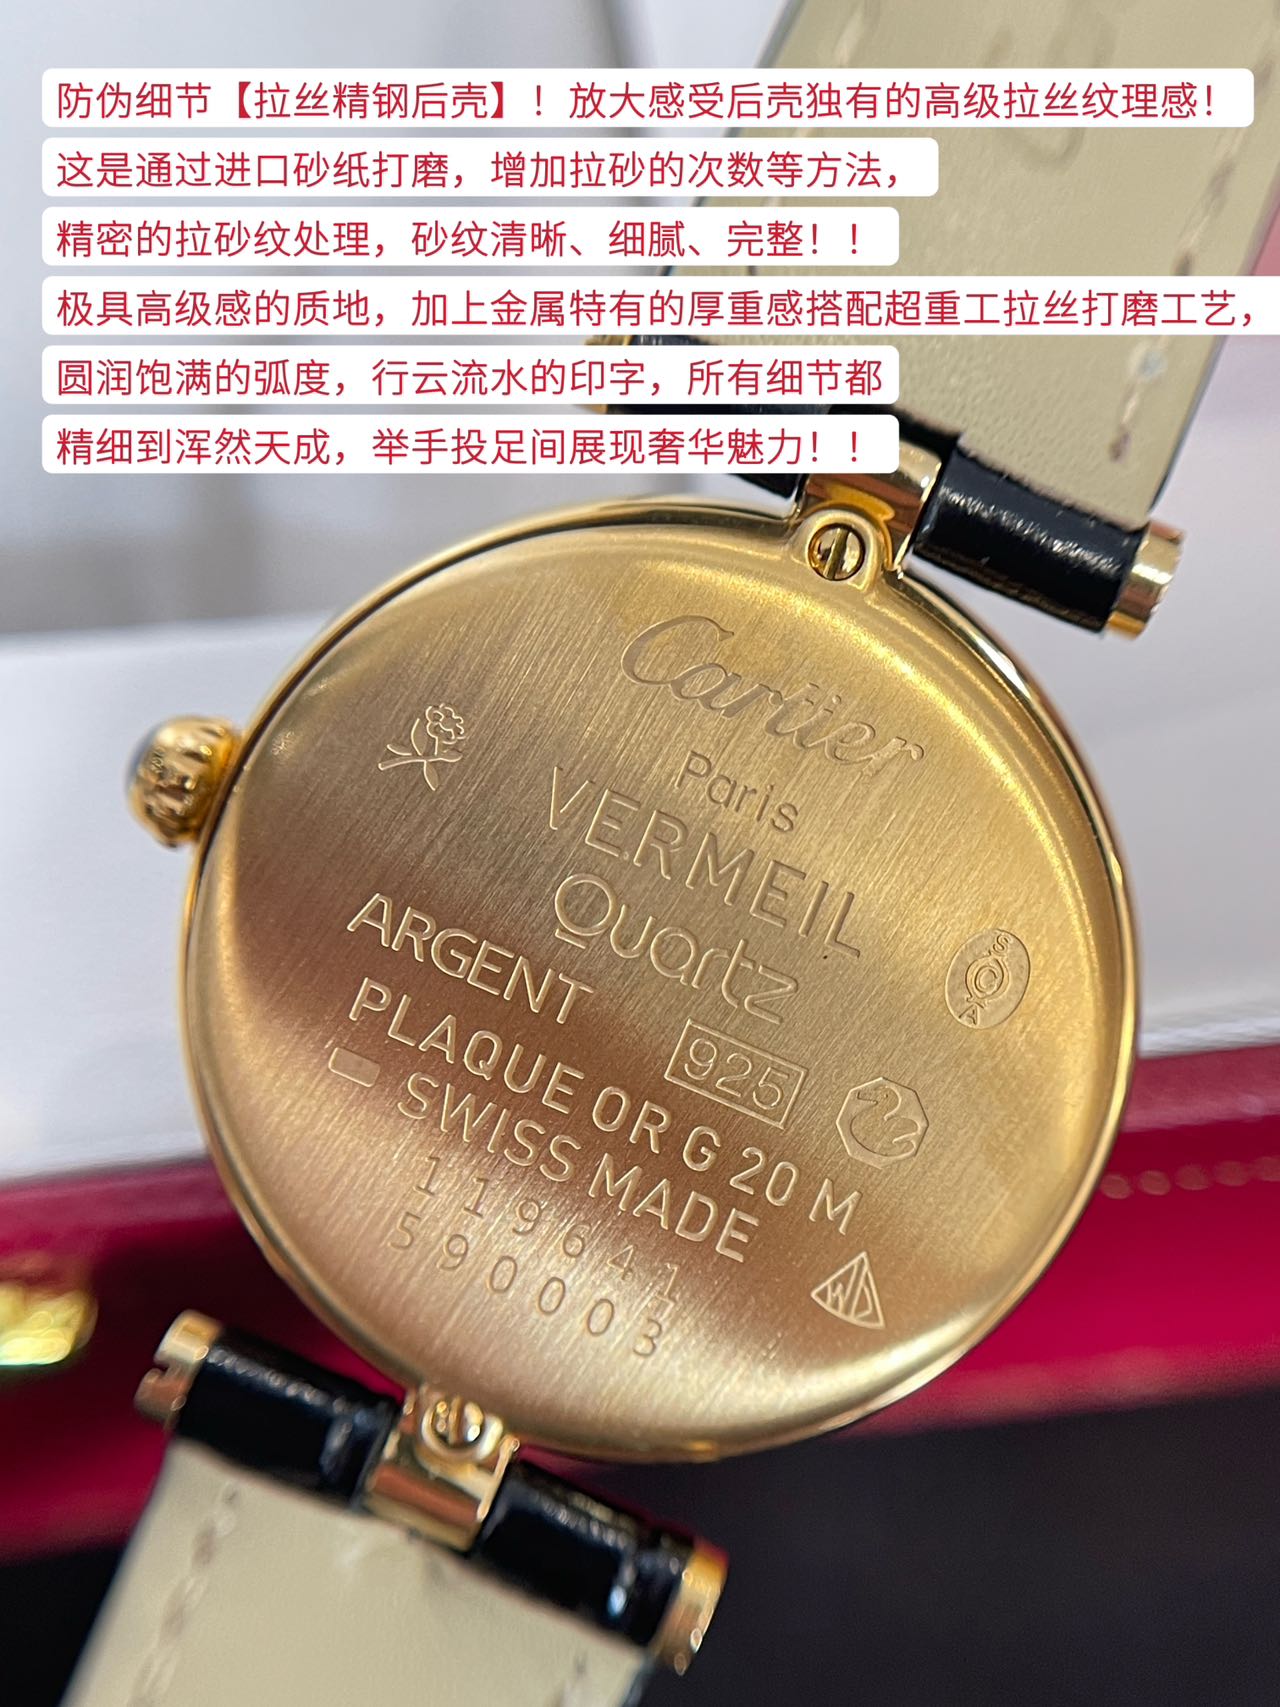 防伪细节【拉丝精钢后壳】！放大感受后壳独有的高级拉丝纹理感！
这是通过进口砂纸打磨，增加拉砂的次数等方法，
精密的拉砂纹处理，砂纹清晰、细腻、完整！！
极具高级感的质地，加上金属特有的厚重感搭配超重工拉丝打磨工艺，
圆润饱满的弧度，行云流水的印字，所有细节都
精细到浑然天成，举手投足间展现奢华魅力！！
Cartier
Paris
VERMEIL
Quartz
ARGENT 925
PLAQUE OR G 20 M
SWISS MADE
119641
590003
S C A
WD